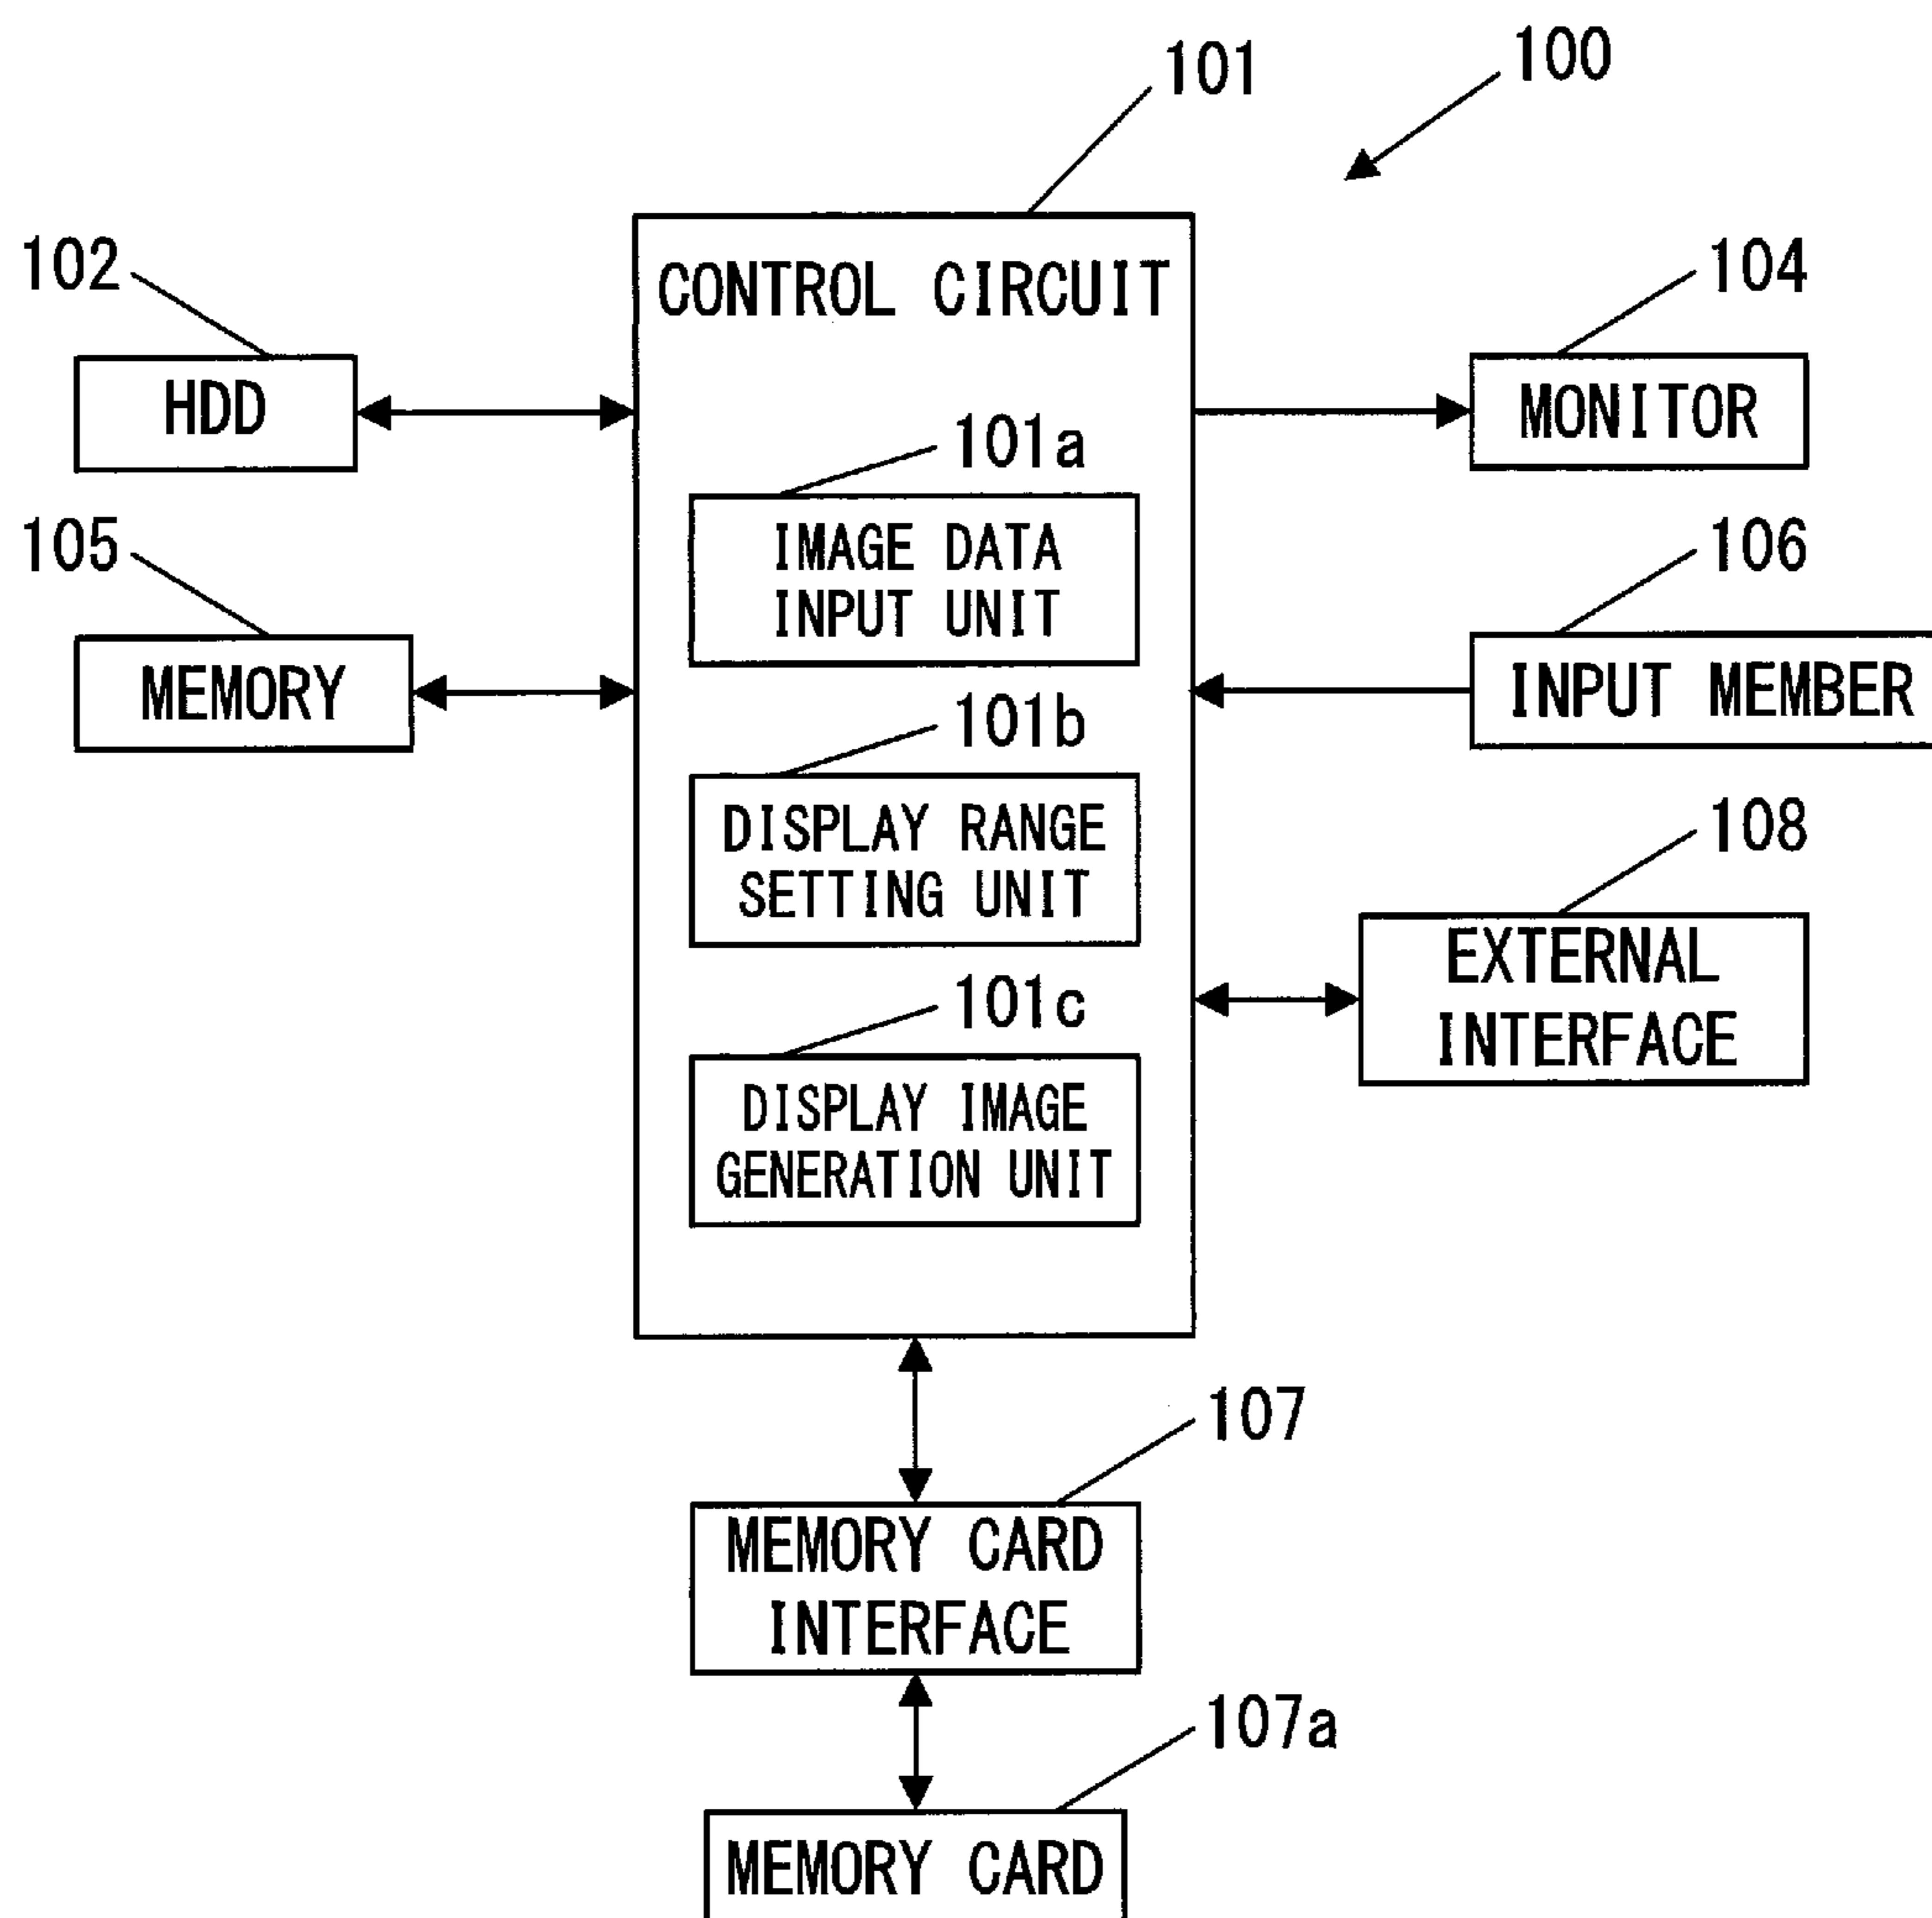 101
100
102
CONTROL CIRCUIT
104
HDD
MONITOR
101a
105
IMAGE DATA
INPUT UNIT
106
MEMORY
INPUT MEMBER
101b
DISPLAY RANGE
SETTING UNIT
108
EXTERNAL
INTERFACE
101c
DISPLAY IMAGE
GENERATION UNIT
107
MEMORY CARD
INTERFACE
107a
MEMORY CARD